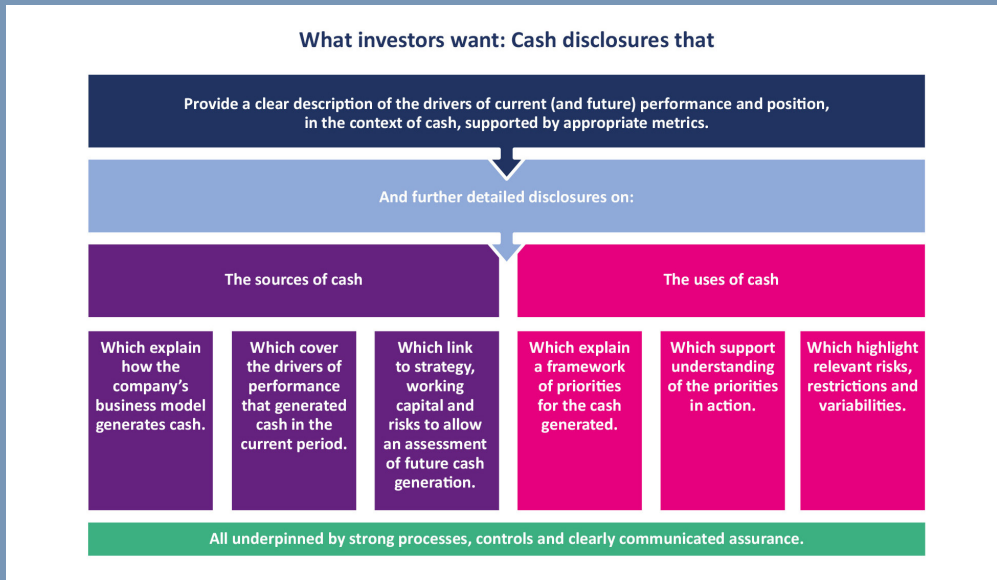 What investors want: Cash disclosures that
Provide a clear description of the drivers of current (and future) performance and position,
in the context of cash, supported by appropriate metrics.
And further detailed disclosures on:
The sources of cash
The uses of cash
Which explain
how the
company’s
business model
generates cash.
Which cover
the drivers of
performance
that generated
cash in the
current period.
Which link
to strategy,
working
capital and
risks to allow
an assessment
of future cash
generation.
Which explain
a framework
of priorities
for the cash
generated.
Which support
understanding
of the priorities
in action.
Which highlight
relevant risks,
restrictions and
variabilities.
All underpinned by strong processes, controls and clearly communicated assurance.